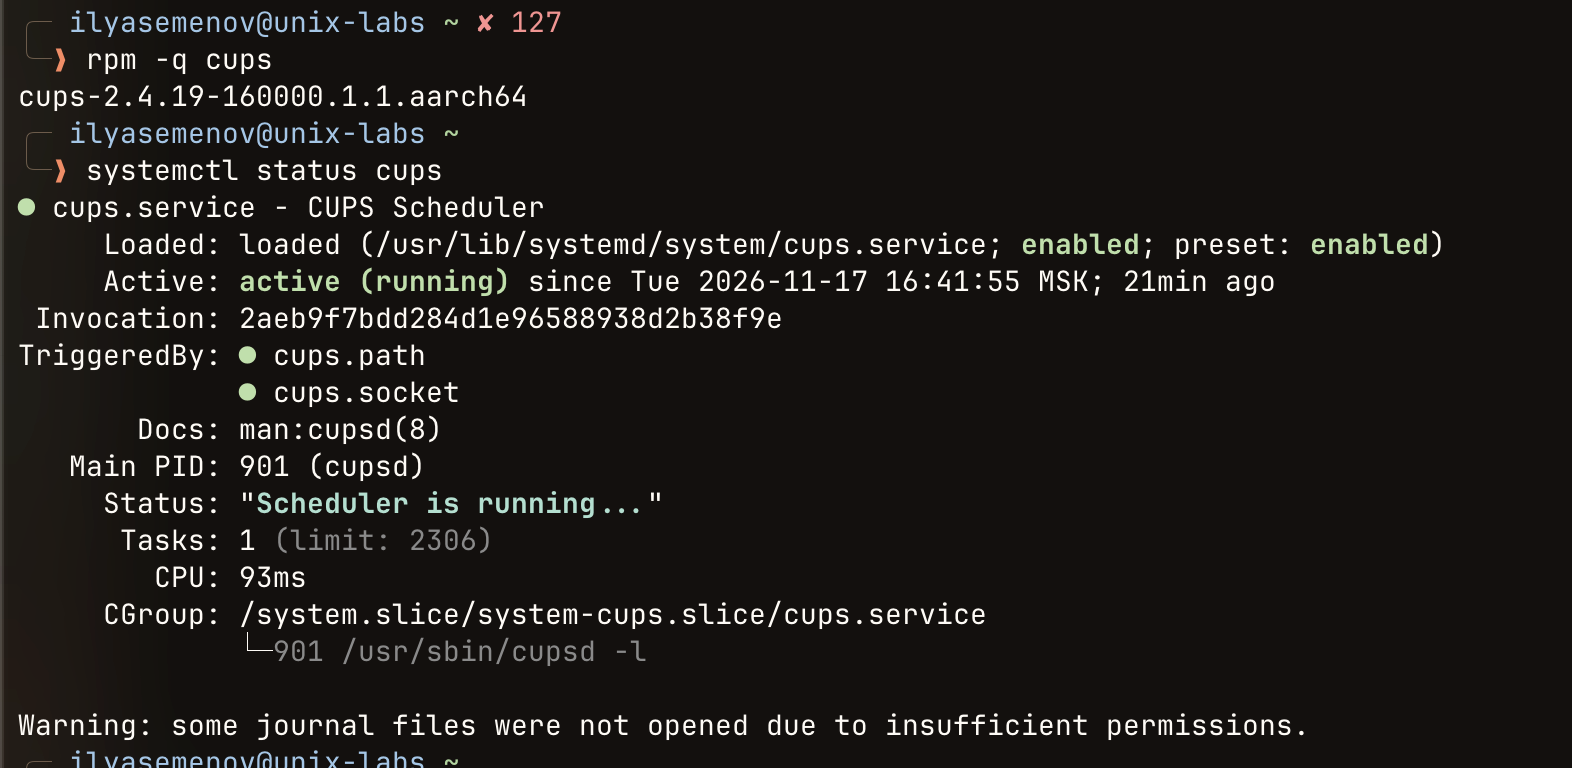 ilyasemenov@unix-labs ~ ✘ 127
❯ rpm -q cups
cups-2.4.19-160000.1.1.aarch64
ilyasemenov@unix-labs ~
❯ systemctl status cups
● cups.service - CUPS Scheduler
Loaded: loaded (/usr/lib/systemd/system/cups.service; enabled; preset: enabled)
Active: active (running) since Tue 2026-11-17 16:41:55 MSK; 21min ago
Invocation: 2aeb9f7bdd284d1e96588938d2b38f9e
TriggeredBy: ● cups.path
● cups.socket
Docs: man:cupsd(8)
Main PID: 901 (cupsd)
Status: "Scheduler is running..."
Tasks: 1 (limit: 2306)
CPU: 93ms
CGroup: /system.slice/system-cups.slice/cups.service
└─901 /usr/sbin/cupsd -l
Warning: some journal files were not opened due to insufficient permissions.
ilyasemenov@unix-labs ~